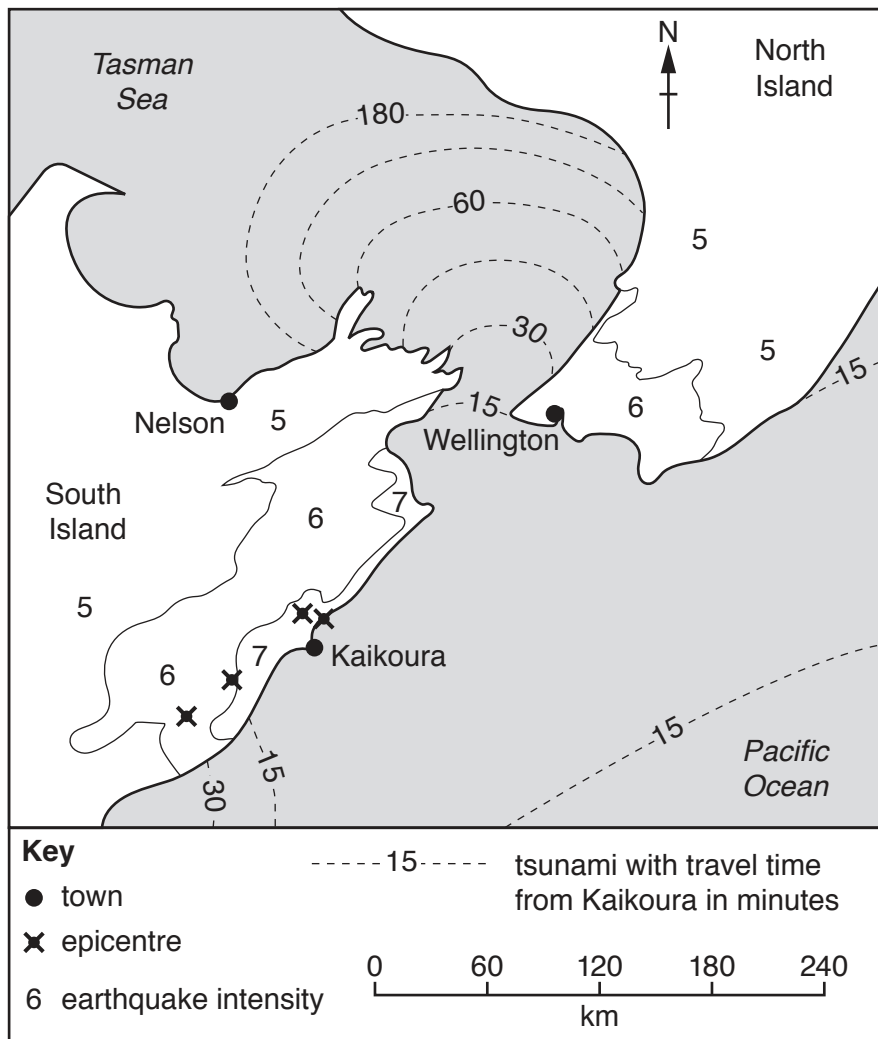 Tasman
Sea
N
North
Island
180
60
5
30
5
15
15
6
Nelson
5
Wellington
South
Island
6
7
5
7
Kaikoura
6
15
15
30
Pacific
Ocean
Key
15
tsunami with travel time
from Kaikoura in minutes
town
epicentre
6 earthquake intensity
0 60 120 180 240
km